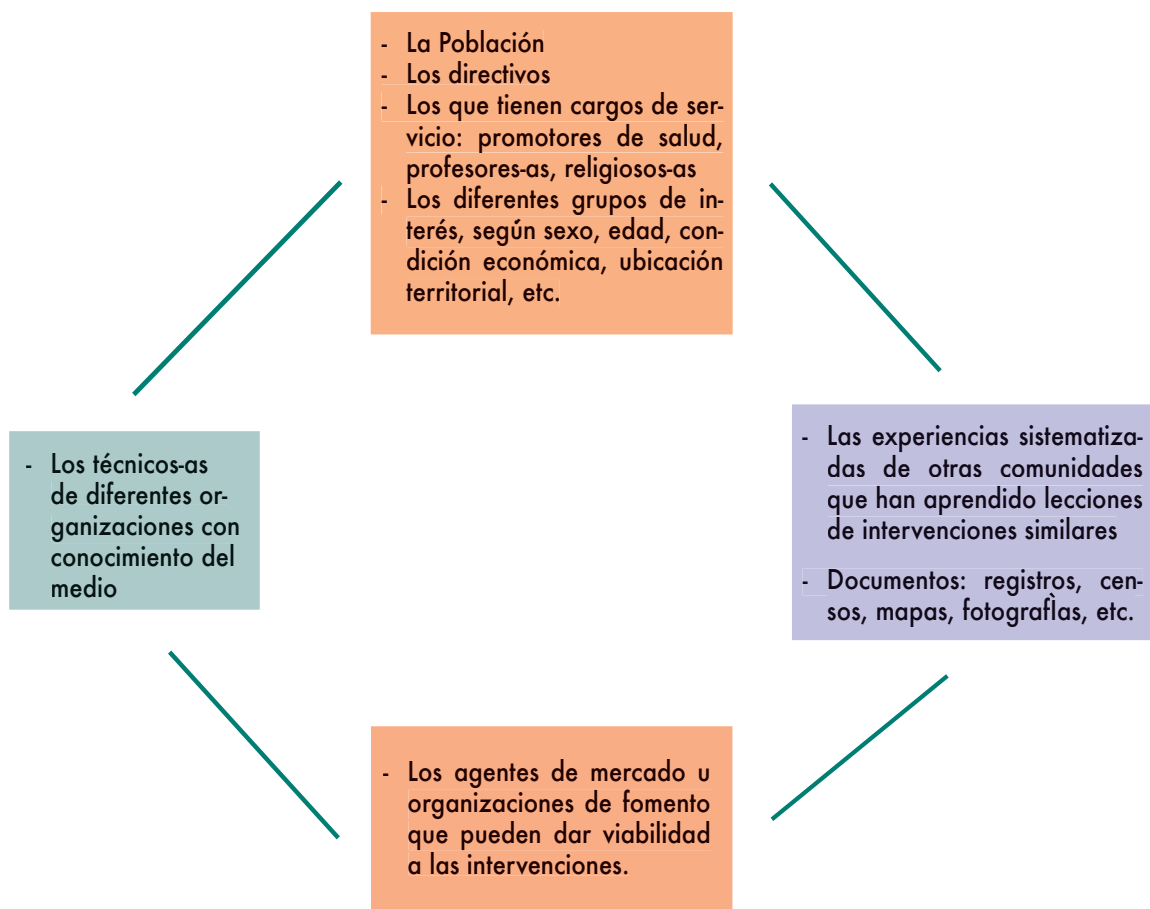 - La Población
- Los directivos
- Los que tienen cargos de ser-
vicio: promotores de salud,
profesores-as, religiosos-as
- Los diferentes grupos de in-
terés, según sexo, edad, con-
dición económica, ubicación
territorial, etc.
- Los técnicos-as
de diferentes or-
ganizaciones con
conocimiento del
medio
- Las experiencias sistematiza-
das de otras comunidades
que han aprendido lecciones
de intervenciones similares
- Documentos: registros, cen-
sos, mapas, fotografÌas, etc.
- Los agentes de mercado u
organizaciones de fomento
que pueden dar viabilidad
a las intervenciones.